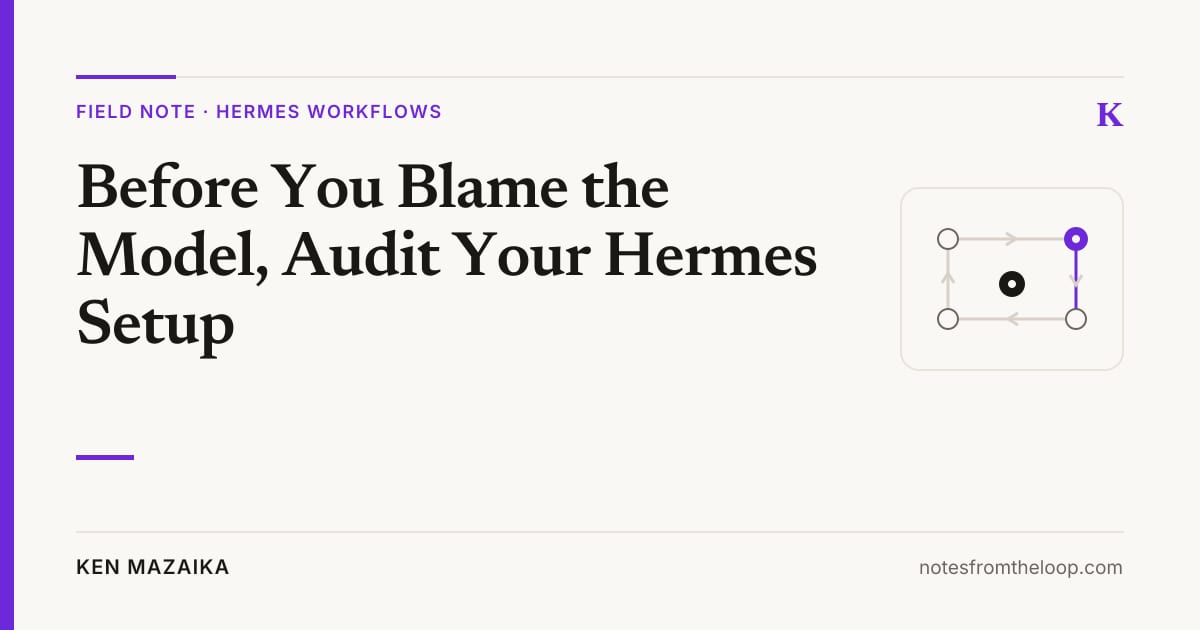 FIELD NOTE · HERMES WORKFLOWS
K
Before You Blame the
Model, Audit Your Hermes
Setup
KEN MAZAIKA
notesfromtheloop.com